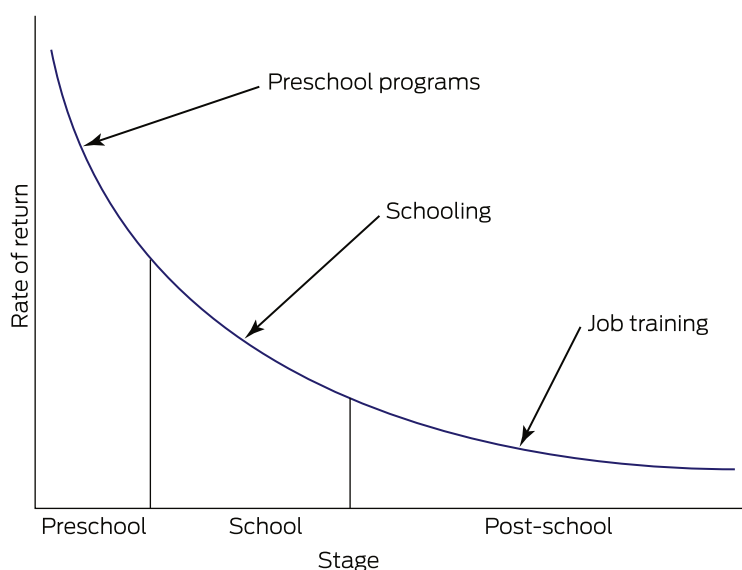 Preschool programs
Schooling
Job training
Rate of return
Preschool
School
Post-school
Stage